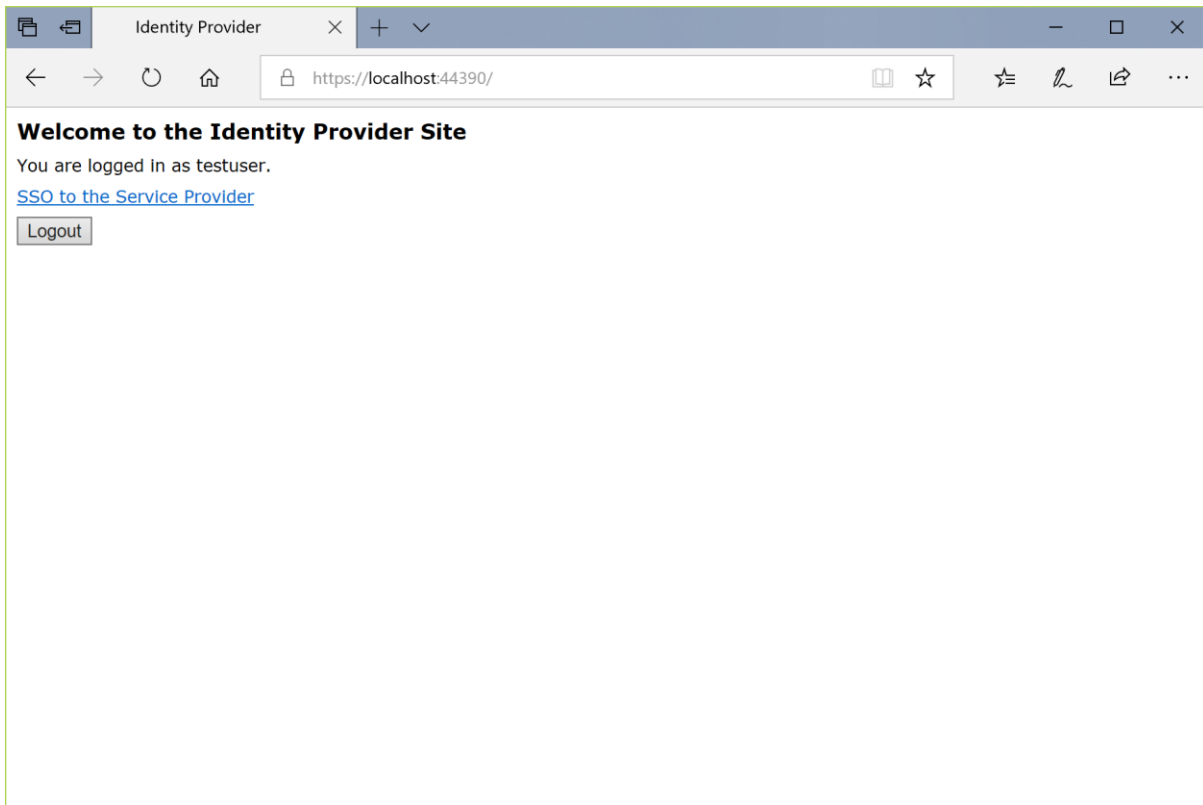 Identity Provider
https://localhost:44390/
Welcome to the Identity Provider Site
You are logged in as testuser.
SSO to the Service Provider
Logout